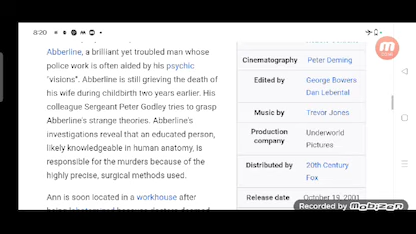 8:20
Abberline, a brilliant yet troubled man whose
police work is often aided by his psychic
"visions". Abberline is still grieving the death of
his wife during childbirth two years earlier. His
colleague Sergeant Peter Godley tries to grasp
Abberline's strange theories. Abberline's
investigations reveal that an educated person,
likely knowledgeable in human anatomy, is
responsible for the murders because of the
highly precise, surgical methods used.
Ann is soon located in a workhouse after
Cinematography Peter Deming
Edited by George Bowers
Dan Lebental
Music by Trevor Jones
Production Underworld
company Pictures
Distributed by 20th Century
Fox
Release date October 19, 2001
Recorded by Mobizen